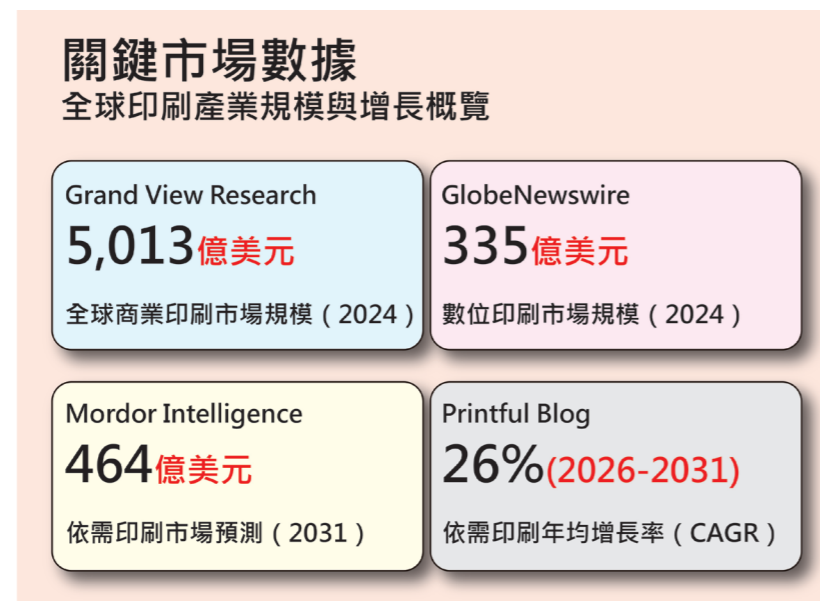 關鍵市場數據
全球印刷產業規模與增長概覽
Grand View Research
5,013億美元
全球商業印刷市場規模（2024）
GlobeNewswire
335億美元
數位印刷市場規模（2024）
Mordor Intelligence
464億美元
依需印刷市場預測（2031）
Printful Blog
26%(2026-2031)
依需印刷年均增長率（CAGR）